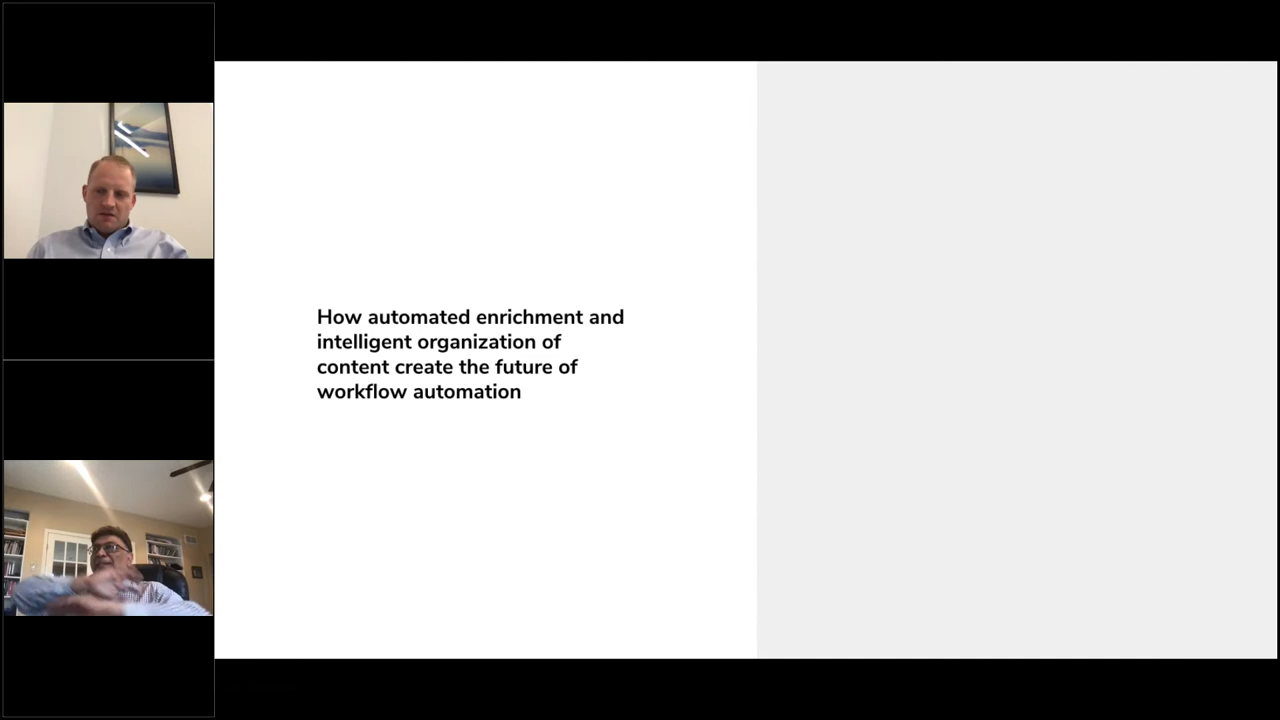 How automated enrichment and
intelligent organization of
content create the future of
workflow automation